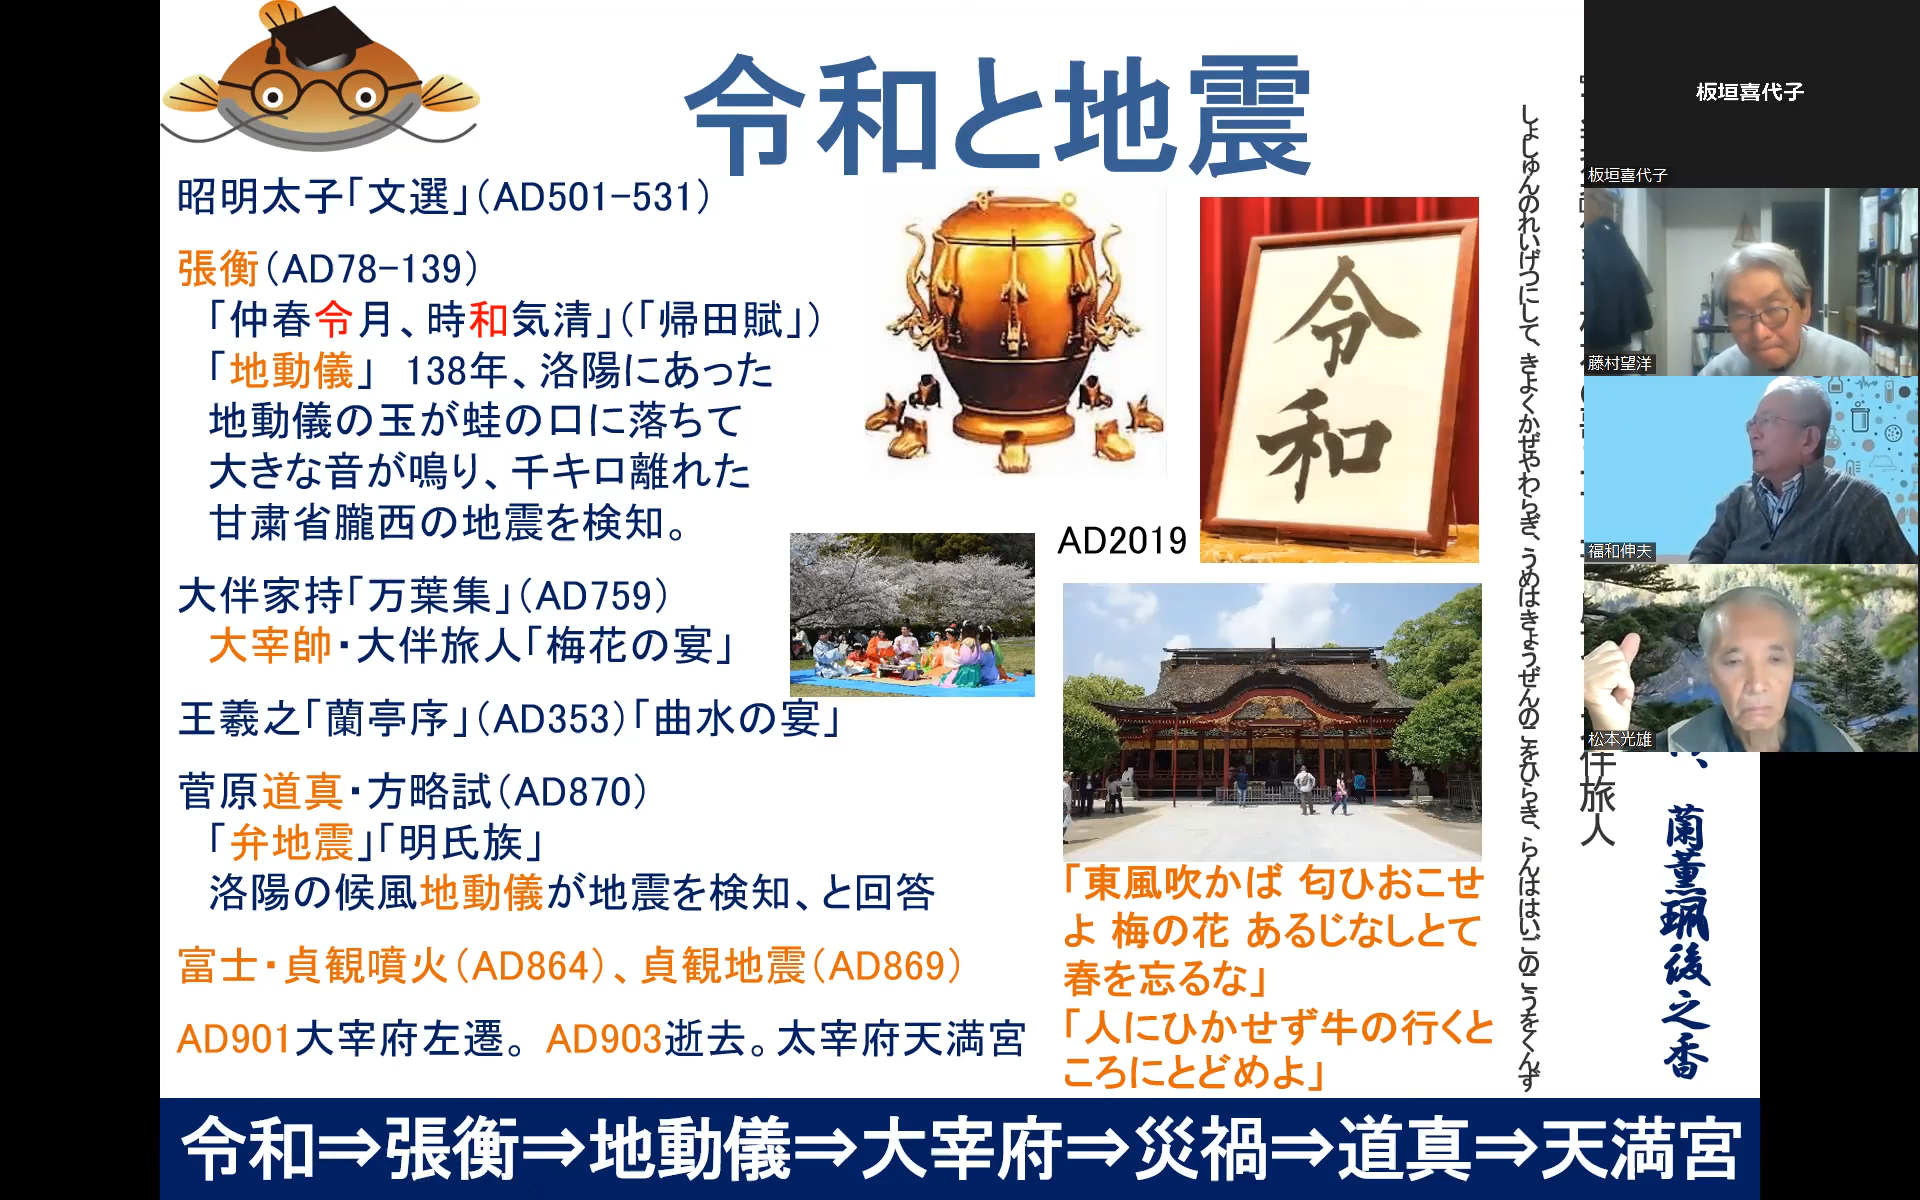 令和と地震
昭明太子「文選」（AD501-531）
張衡（AD78-139）
「仲春令月、時和気清」（「帰田賦」）
「地動儀」 138年、洛陽にあった
地動儀の玉が蛙の口に落ちて
大きな音が鳴り、千キロ離れた
甘粛省朧西の地震を検知。
大伴家持「万葉集」（AD759）
大宰帥・大伴旅人「梅花の宴」
王羲之「蘭亭序」（AD353）「曲水の宴」
菅原道真・方略試（AD870）
「弁地震」「明氏族」
洛陽の候風地動儀が地震を検知、と回答
富士・貞観噴火（AD864）、貞観地震（AD869）
AD901大宰府左遷。 AD903逝去。太宰府天満宮
令和
AD2019
「東風吹かば 匂ひおこせ
よ 梅の花 あるじなしとて
春を忘るな」
「人にひかせず牛の行くと
ころにとどめよ」
しょしゅんのれいげつにして、きよくかぜやわらぎ、うめはきょうぜんのこをひらき、らんははいごのこうをくんず
伴旅人
蘭薫珮後之香
令和⇒張衡⇒地動儀⇒大宰府⇒災禍⇒道真⇒天満宮
板垣喜代子
板垣喜代子
藤村望洋
福和伸夫
松本光雄